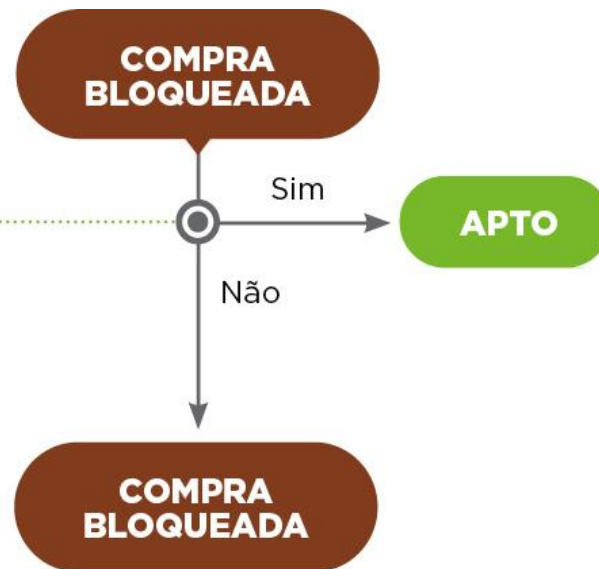 COMPRA
BLOQUEADA
Sim
APTO
Não
COMPRA
BLOQUEADA